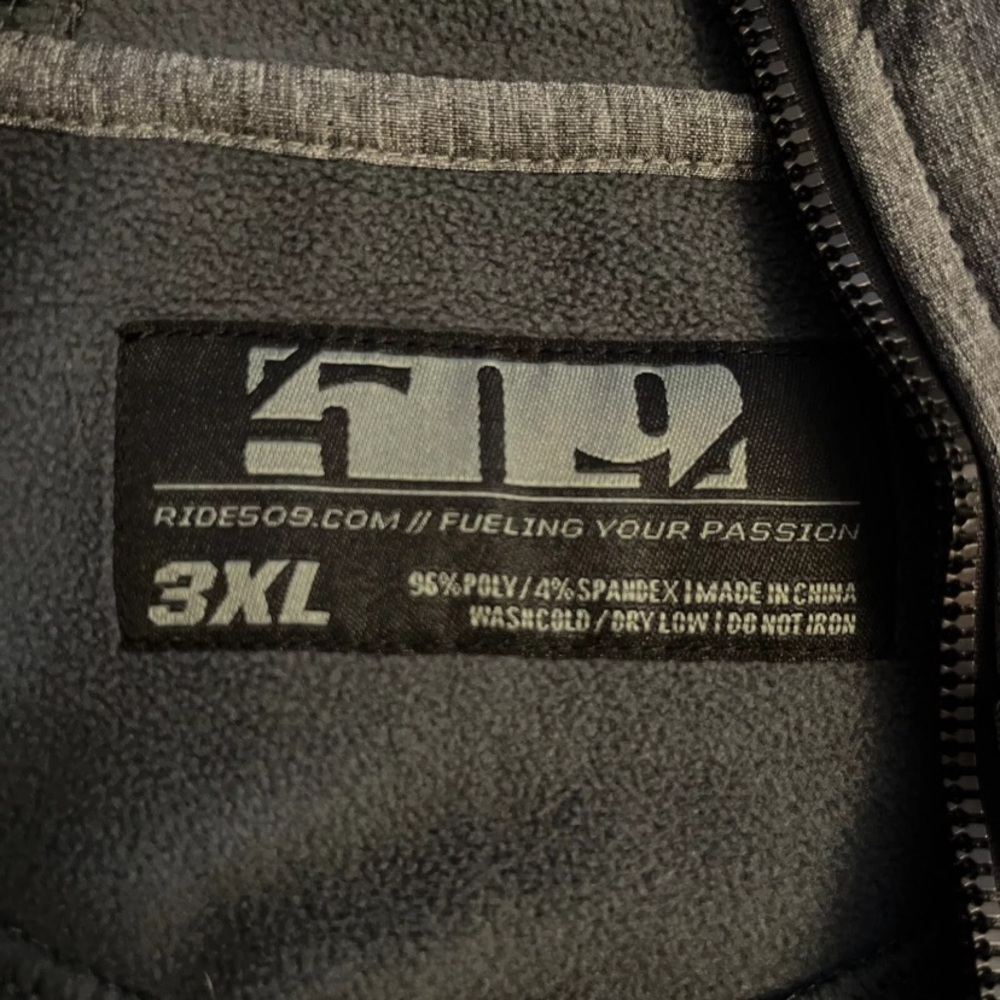 509
RIDE509.COM // FUELING YOUR PASSION
3XL
96% POLY / 4% SPANDEX | MADE IN CHINA
WASH COLD / DRY LOW | DO NOT IRON